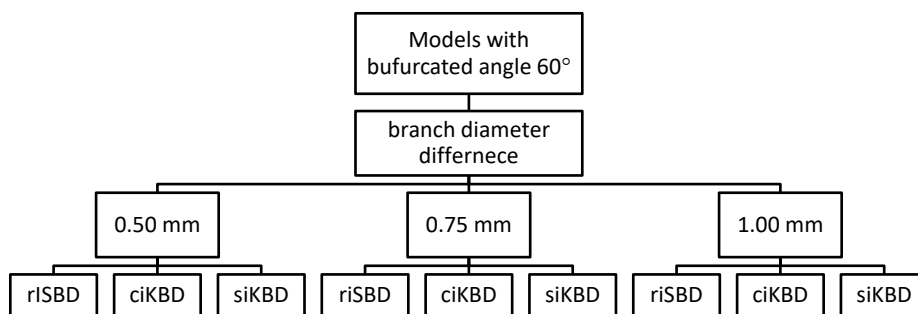 Models with
bufurcated angle 60°
branch diameter
differnece
0.50 mm
0.75 mm
1.00 mm
rISBD
ciKBD
siKBD
riSBD
ciKBD
siKBD
riSBD
ciKBD
siKBD